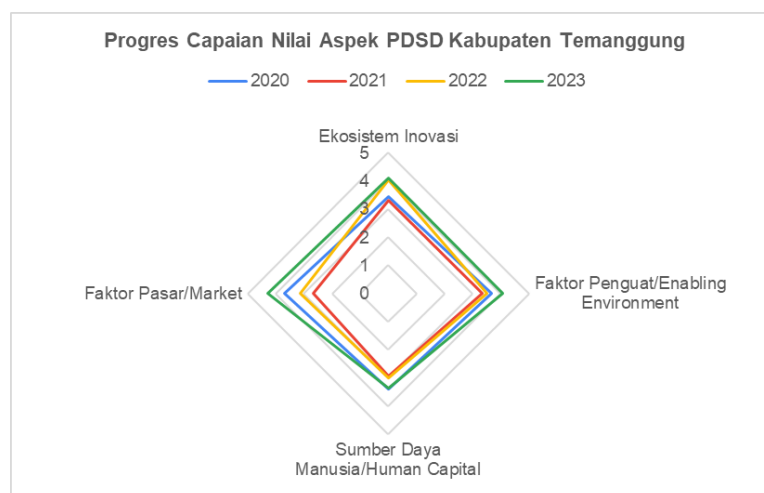 Progres Capaian Nilai Aspek PDSD Kabupaten Temanggung
2020 2021 2022 2023
Ekosistem Inovasi
5
4
3
2
1
0
Faktor Pasar/Market
Faktor Penguat/Enabling
Environment
Sumber Daya
Manusia/Human Capital